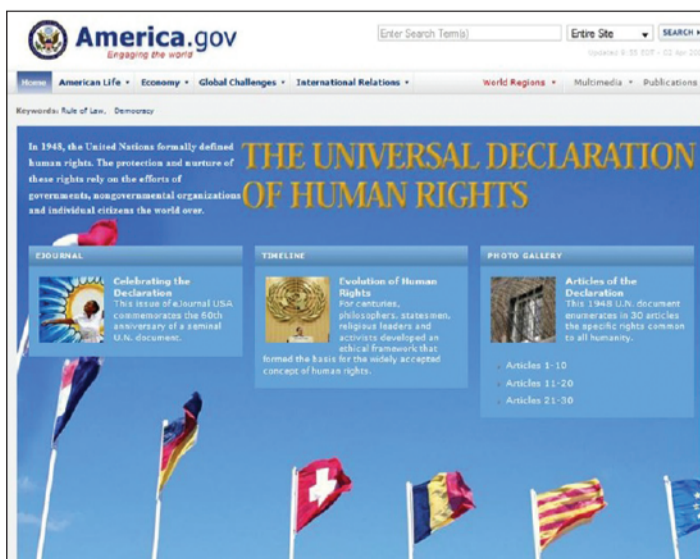 America.gov
Engaging the world
Enter Search Term(s)
Entire Site
SEARCH
Updated 9:35 EDT - 02 Apr
Home
American Life
Economy
Global Challenges
International Relations
World Regions
Multimedia
Publications
Keywords: Rule of Law, Democracy
In 1948, the United Nations formally defined
human rights. The protection and nurture of
these rights rely on the efforts of
governments, nongovernmental organizations
and individual citizens the world over.
THE UNIVERSAL DECLARATION
OF HUMAN RIGHTS
EJOURNAL
Celebrating the
Declaration
This issue of eJournal USA
commemorates the 60th
anniversary of a seminal
U.N. document.
TIMELINE
Evolution of Human
Rights
For centuries,
philosophers, statesmen,
religious leaders and
activists developed an
ethical framework that
formed the basis for the widely accepted
concept of human rights.
PHOTO GALLERY
Articles of the
Declaration
This 1948 U.N. document
enumerates in 30 articles
the specific rights common
to all humanity.
Articles 1-10
Articles 11-20
Articles 21-30